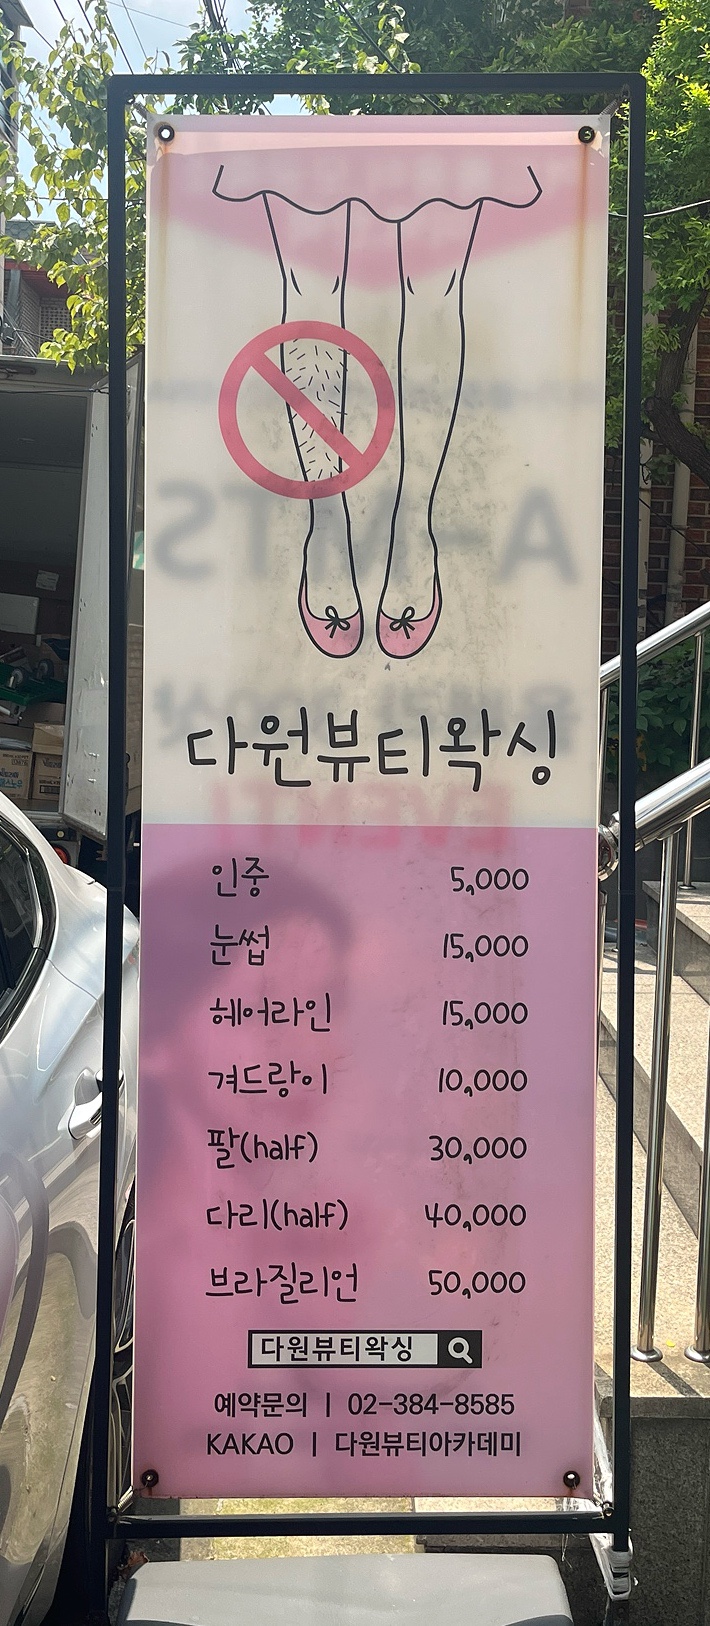 다원뷰티왁싱
인중 5,000
눈썹 15,000
헤어라인 15,000
겨드랑이 10,000
팔(half) 30,000
다리(half) 40,000
브라질리언 50,000
다원뷰티왁싱
예약문의 | 02-384-8585
KAKAO | 다원뷰티아카데미